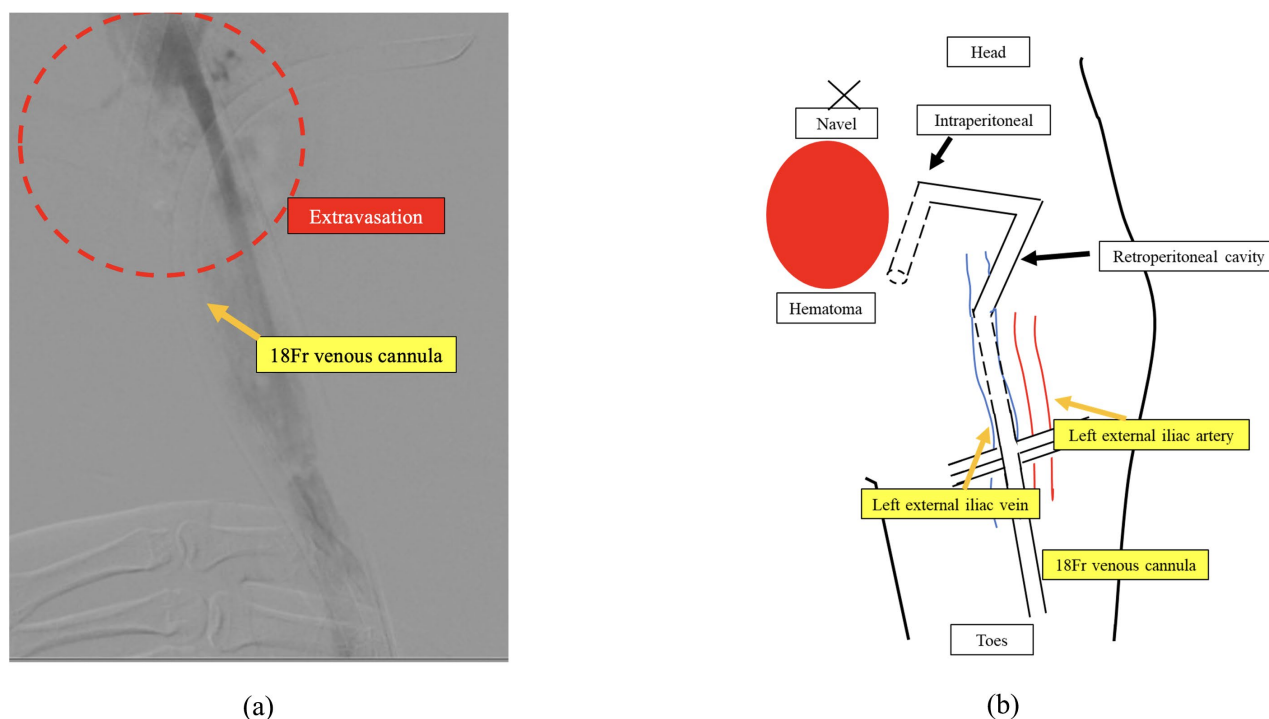 Extravasation
18Fr venous cannula
(a)
Head
Navel
Intraperitoneal
Retroperitoneal cavity
Hematoma
Left external iliac artery
Left external iliac vein
18Fr venous cannula
Toes
(b)